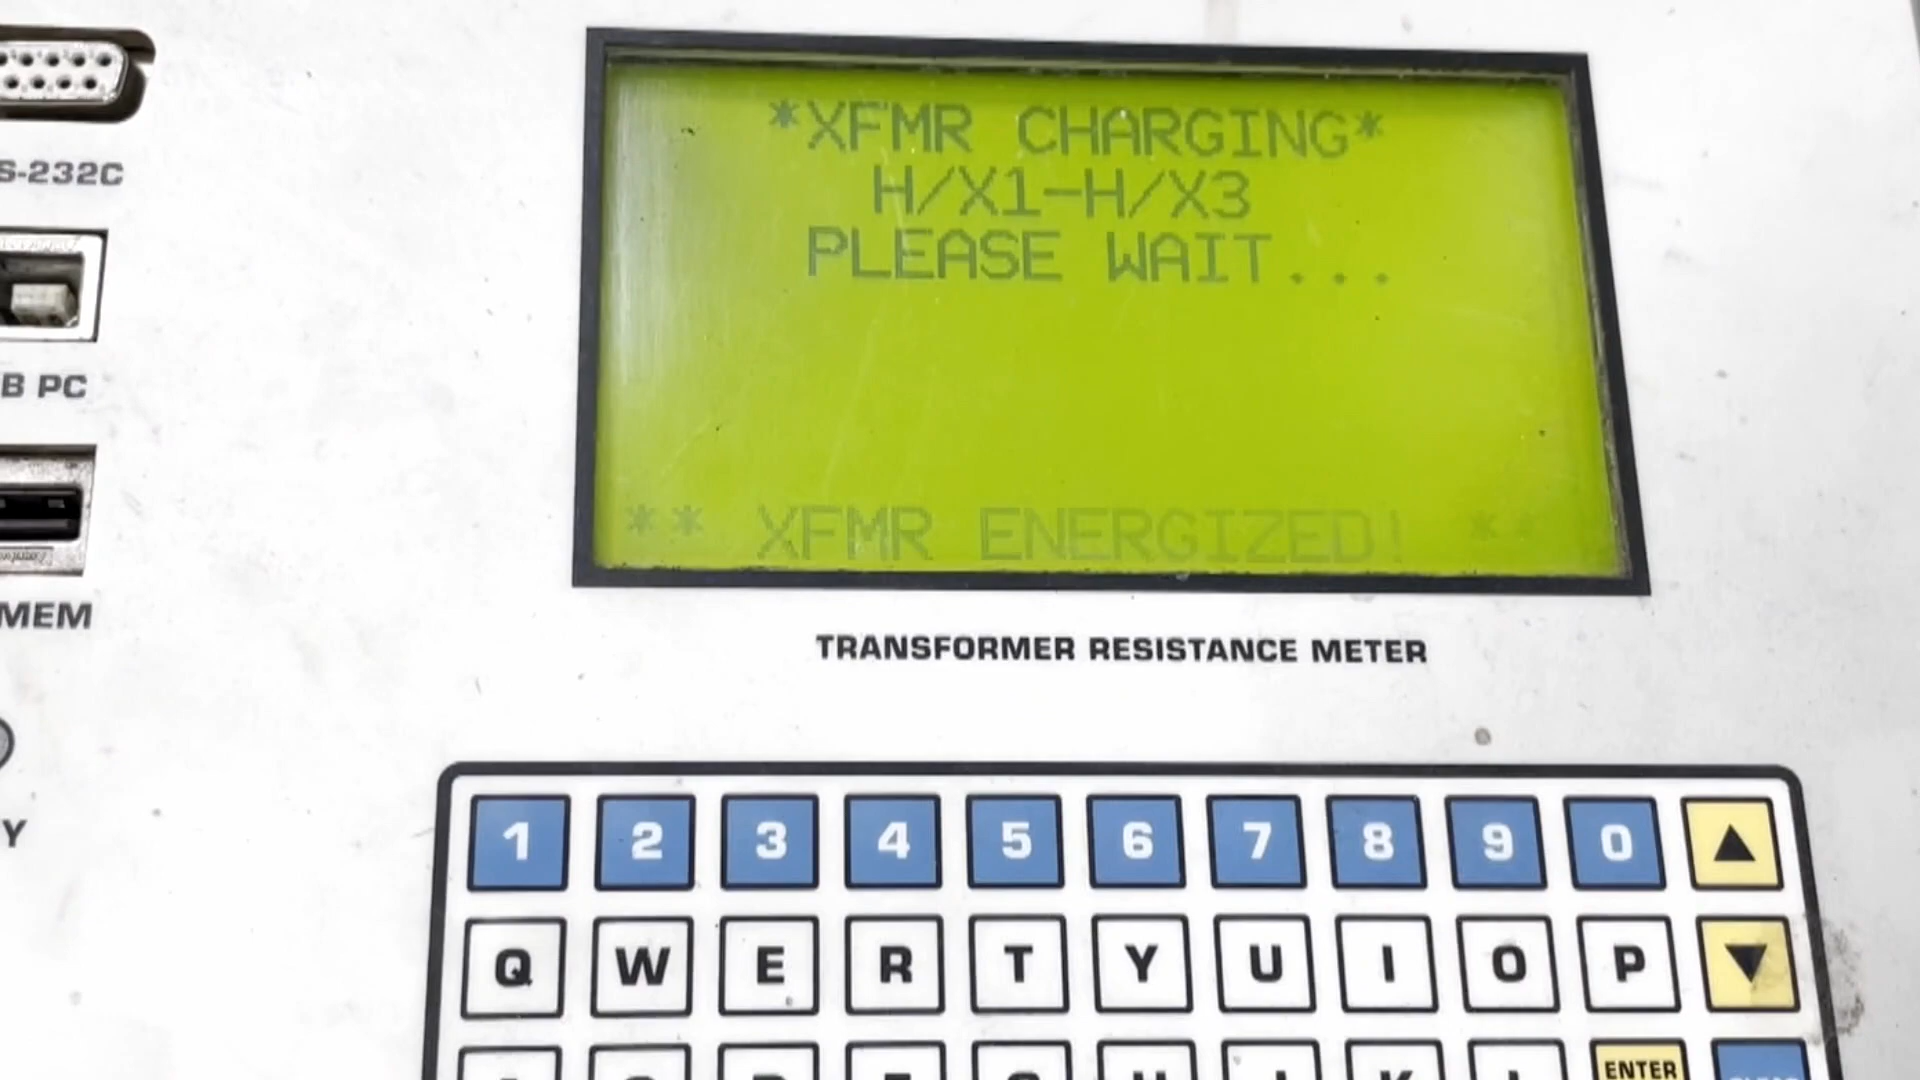 *XFMR CHARGING*
H/X1-H/X3
PLEASE WAIT...
** XFMR ENERGIZED! **
S-232C
B PC
MEM
Y
TRANSFORMER RESISTANCE METER
1 2 3 4 5 6 7 8 9 0 ▲
Q W E R T Y U I O P ▼
ENTER